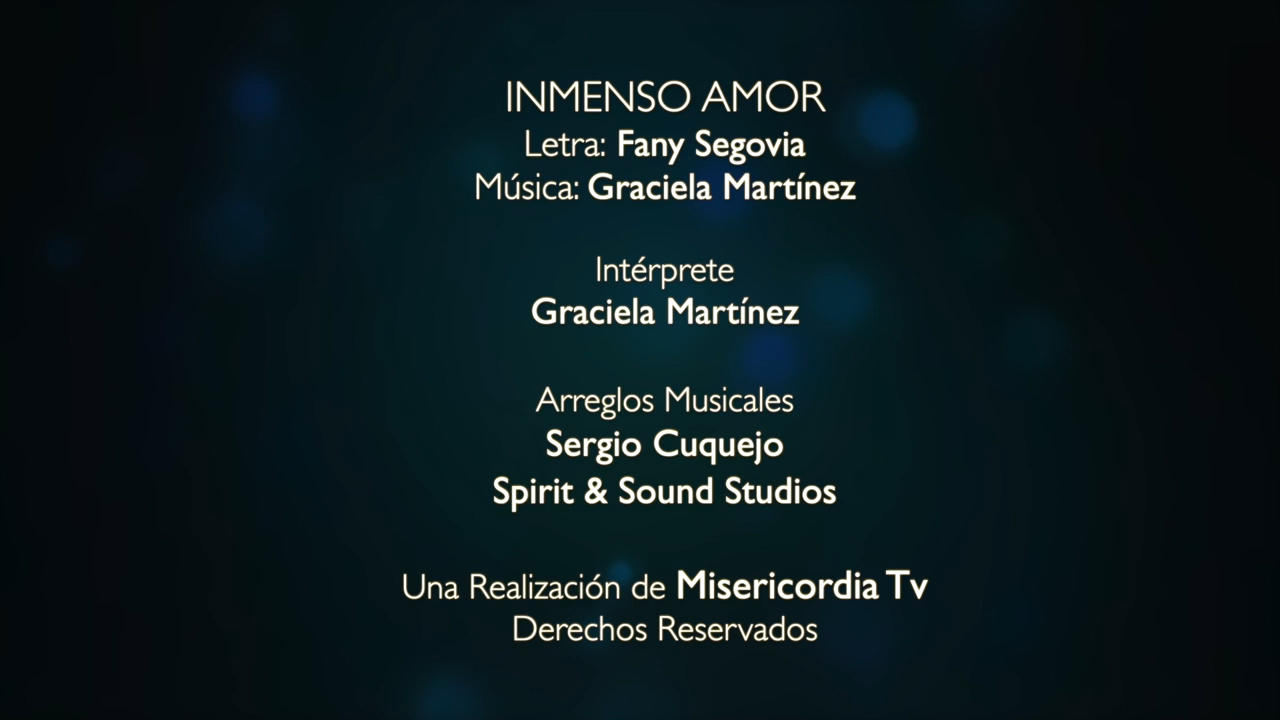 INMENSO AMOR
Letra: Fany Segovia
Música: Graciela Martínez
Intérprete
Graciela Martínez
Arreglos Musicales
Sergio Cuquejo
Spirit & Sound Studios
Una Realización de Misericordia Tv
Derechos Reservados